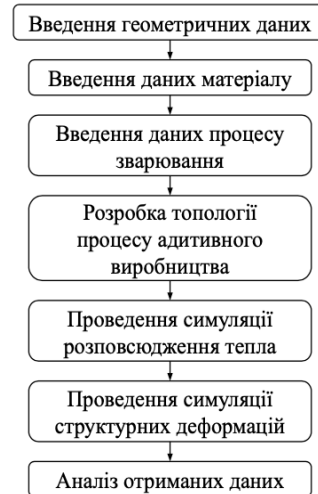 Введення геометричних даних
Введення даних матеріалу
Введення даних процесу
зварювання
Розробка топології
процесу адитивного
виробництва
Проведення симуляції
розповсюдження тепла
Проведення симуляції
структурних деформацій
Аналіз отриманих даних